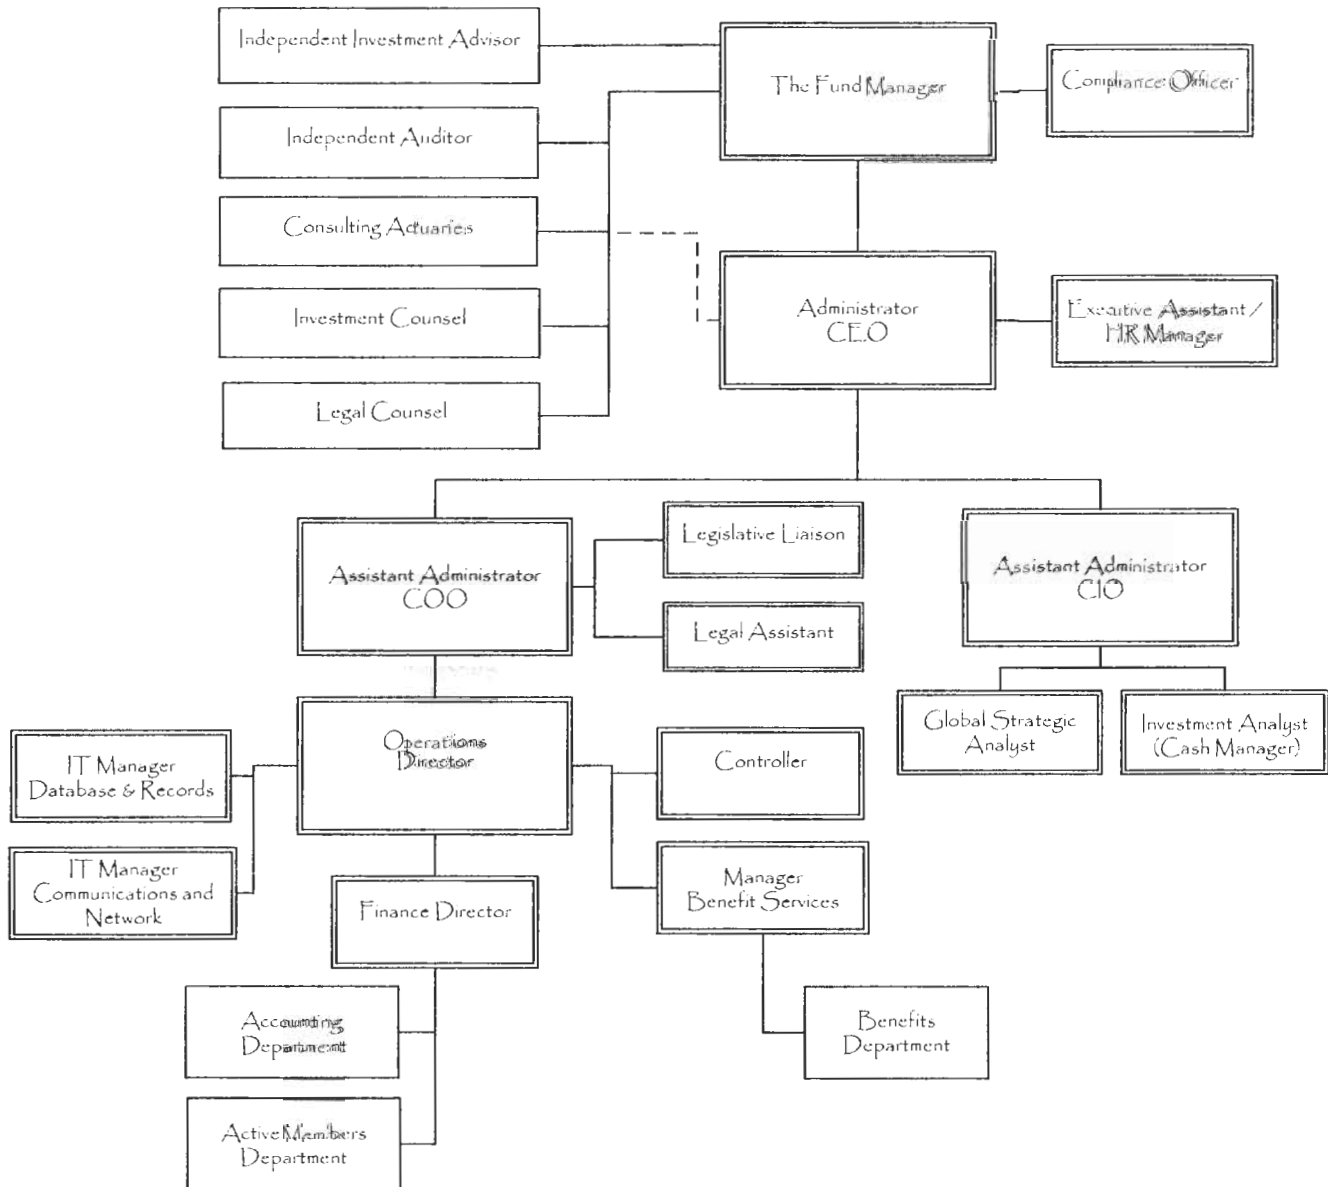 Independent Investment Advisor
The Fund Manager
Compliance Officer
Independent Auditor
Consulting Actuaries
Investment Counsel
Legal Counsel
Administrator
CEO
Executive Assistant /
HR Manager
Assistant Administrator
COO
Legislative Liaison
Legal Assistant
Assistant Administrator
CIO
Global Strategic
Analyst
Investment Analyst
(Cash Manager)
Operations
Director
IT Manager
Database & Records
IT Manager
Communications and
Network
Controller
Manager
Benefit Services
Finance Director
Accounting
Department
Benefits
Department
Active Members
Department